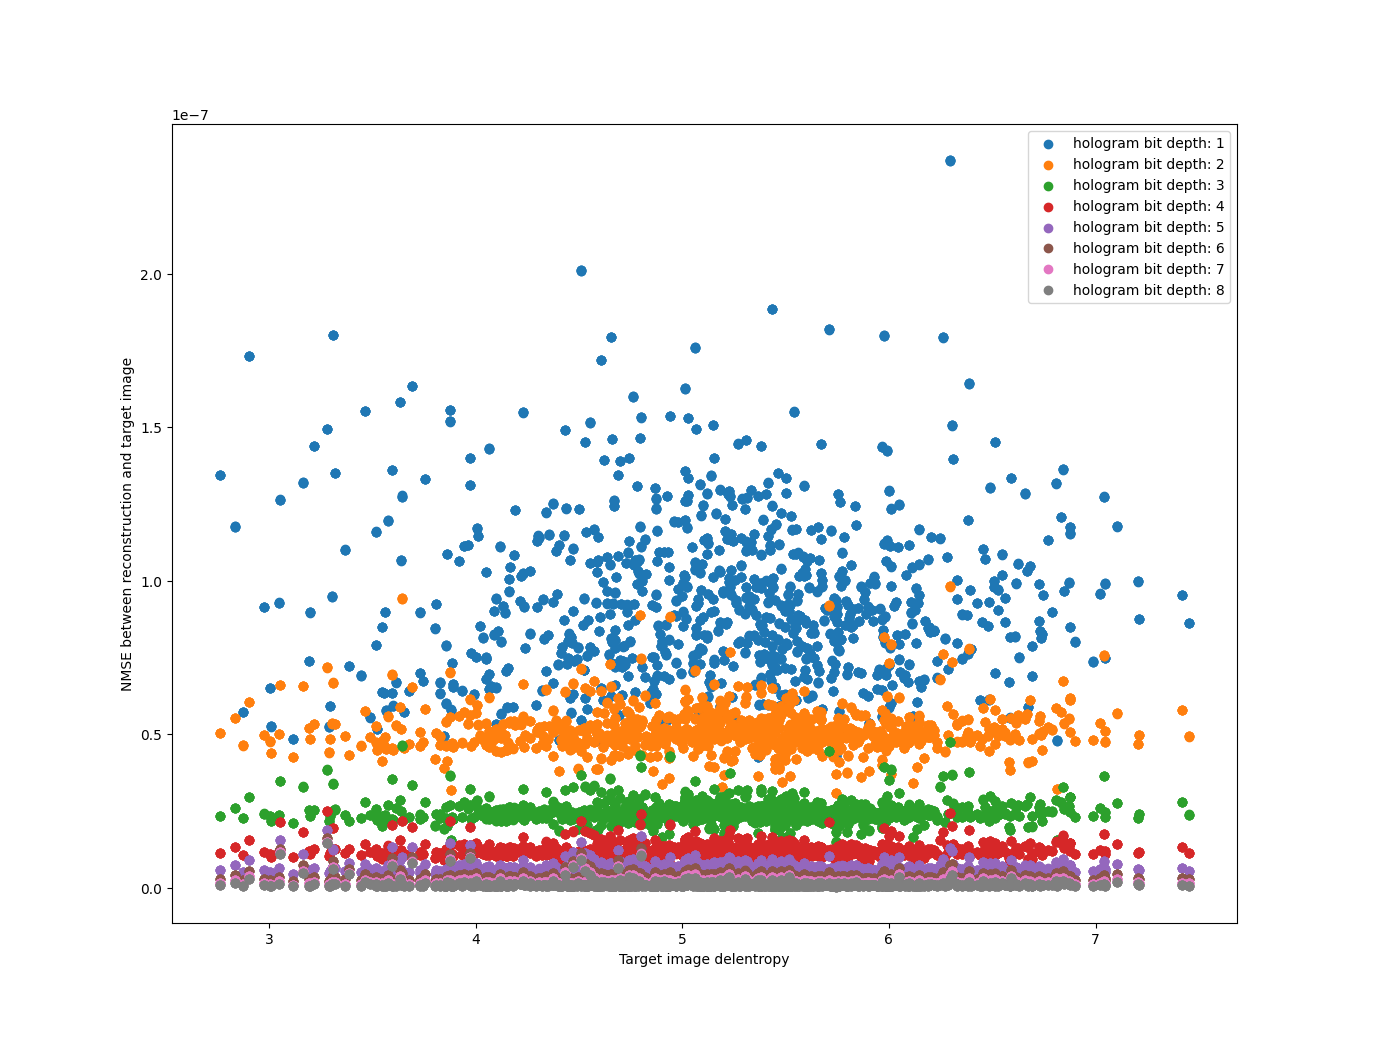 1e−7
hologram bit depth: 1
hologram bit depth: 2
hologram bit depth: 3
hologram bit depth: 4
hologram bit depth: 5
hologram bit depth: 6
hologram bit depth: 7
hologram bit depth: 8
NMSE between reconstruction and target image
2.0
1.5
1.0
0.5
0.0
3 4 5 6 7
Target image delentropy